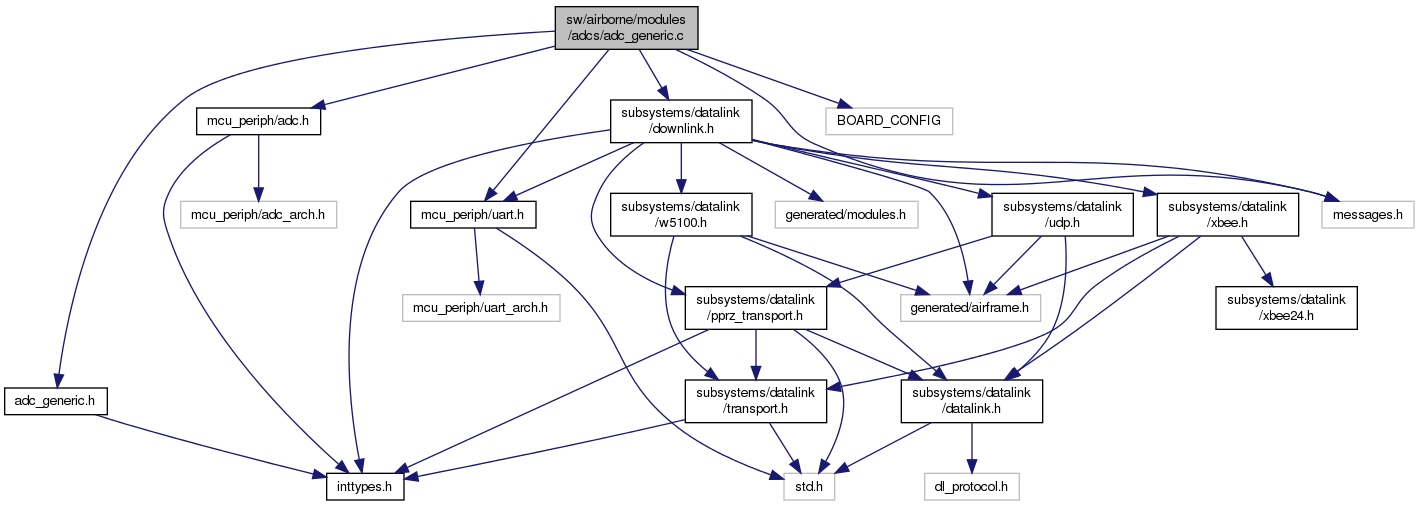 sw/airborne/modules
/adcs/adc_generic.c
mcu_periph/adc.h
subsystems/datalink
/downlink.h
BOARD_CONFIG
mcu_periph/adc_arch.h
mcu_periph/uart.h
subsystems/datalink
/w5100.h
generated/modules.h
subsystems/datalink
/udp.h
subsystems/datalink
/xbee.h
messages.h
mcu_periph/uart_arch.h
subsystems/datalink
/pprz_transport.h
generated/airframe.h
subsystems/datalink
/xbee24.h
adc_generic.h
subsystems/datalink
/transport.h
subsystems/datalink
/datalink.h
inttypes.h
std.h
dl_protocol.h